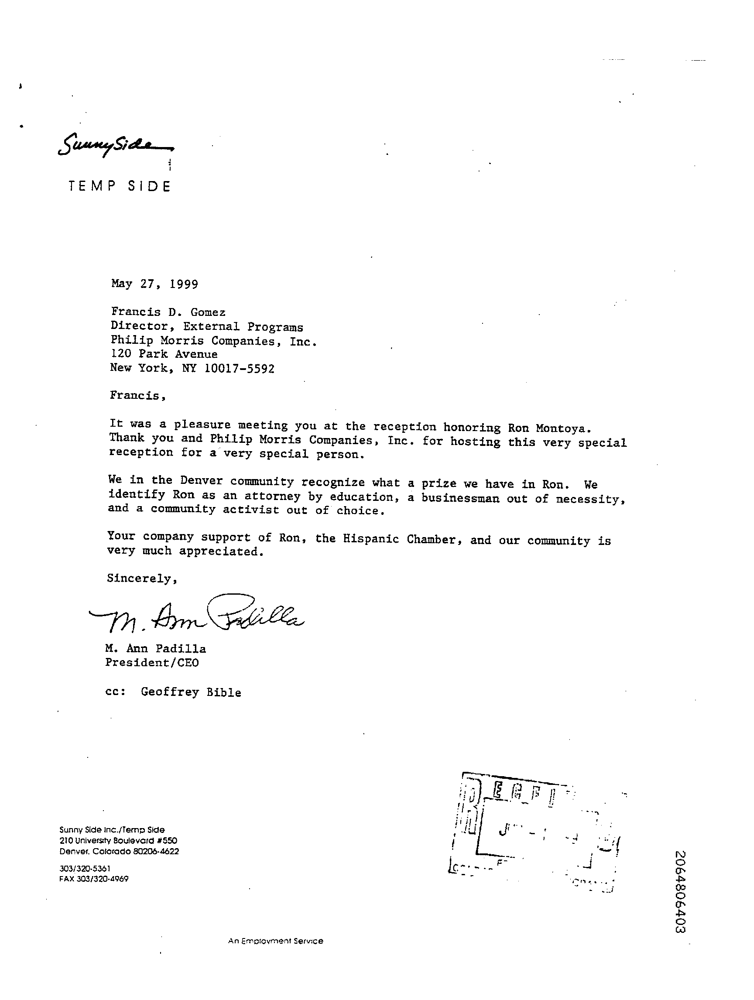 SunnySide
TEMP SIDE
May 27, 1999
Francis D. Gomez
Director, External Programs
Philip Morris Companies, Inc.
120 Park Avenue
New York, NY 10017-5592
Francis,
It was a pleasure meeting you at the reception honoring Ron Montoya.
Thank you and Philip Morris Companies, Inc. for hosting this very special
reception for a very special person.
We in the Denver community recognize what a prize we have in Ron. We
identify Ron as an attorney by education, a businessman out of necessity,
and a community activist out of choice.
Your company support of Ron, the Hispanic Chamber, and our community is
very much appreciated.
Sincerely,
M. Ann Padilla
M. Ann Padilla
President/CEO
cc: Geoffrey Bible
Sunny Side Inc./Temp Side
210 University Boulevard #550
Denver, Colorado 80206-4622
303/320-5361
FAX 303/320-4969
An Employment Service
2064806403